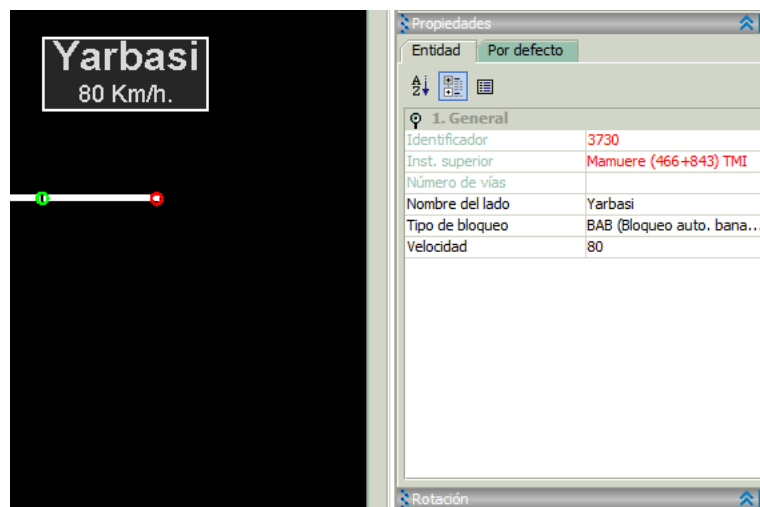 Yarbasi
80 Km/h.
Propiedades
Entidad Por defecto
1. General
Identificador 3730
Inst. superior Mamuere (466+843) TMI
Número de vías
Nombre del lado Yarbasi
Tipo de bloqueo BAB (Bloqueo auto. bana...
Velocidad 80
Rotación